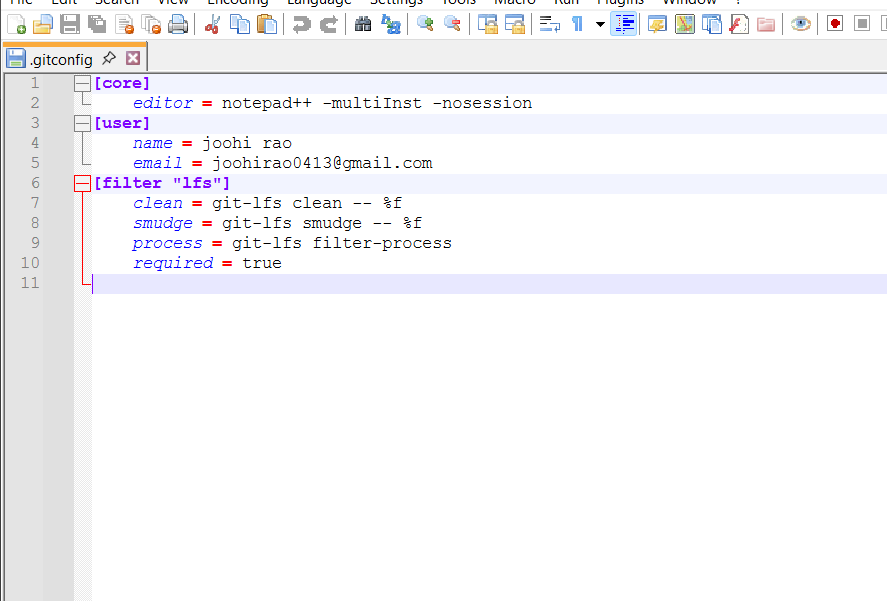 File Edit Search View Encoding Language Settings Tools Macro Run Plugins Window ?
.gitconfig
1 [core]
2 editor = notepad++ -multiInst -nosession
3 [user]
4 name = joohi rao
5 email = joohirao0413@gmail.com
6 [filter "lfs"]
7 clean = git-lfs clean -- %f
8 smudge = git-lfs smudge -- %f
9 process = git-lfs filter-process
10 required = true
11